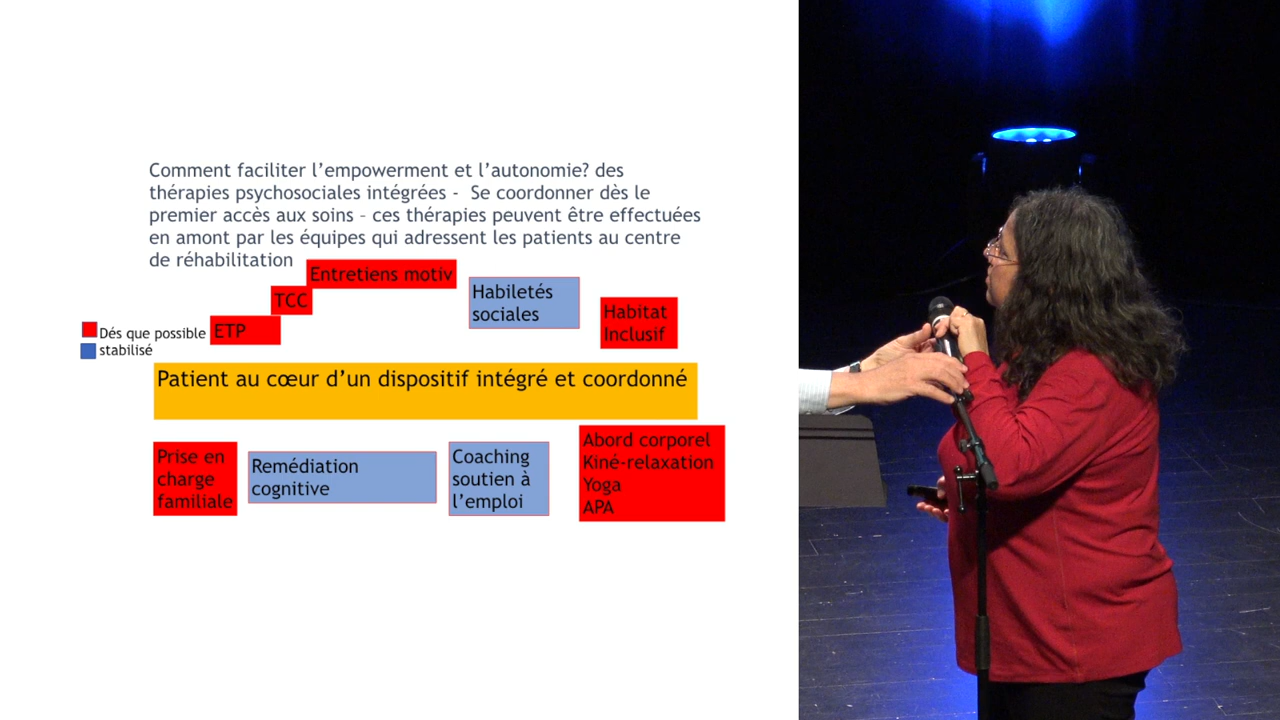 Comment faciliter l’empowerment et l’autonomie? des
thérapies psychosociales intégrées -  Se coordonner dès le
premier accès aux soins – ces thérapies peuvent être effectuées
en amont par les équipes qui adressent les patients au centre
de réhabilitation
Entretiens motiv
TCC
ETP
Habiletés
sociales
Habitat
Inclusif
Dés que possible
stabilisé
Patient au cœur d’un dispositif intégré et coordonné
Prise en
charge
familiale
Remédiation
cognitive
Coaching
soutien à
l’emploi
Abord corporel
Kiné-relaxation
Yoga
APA